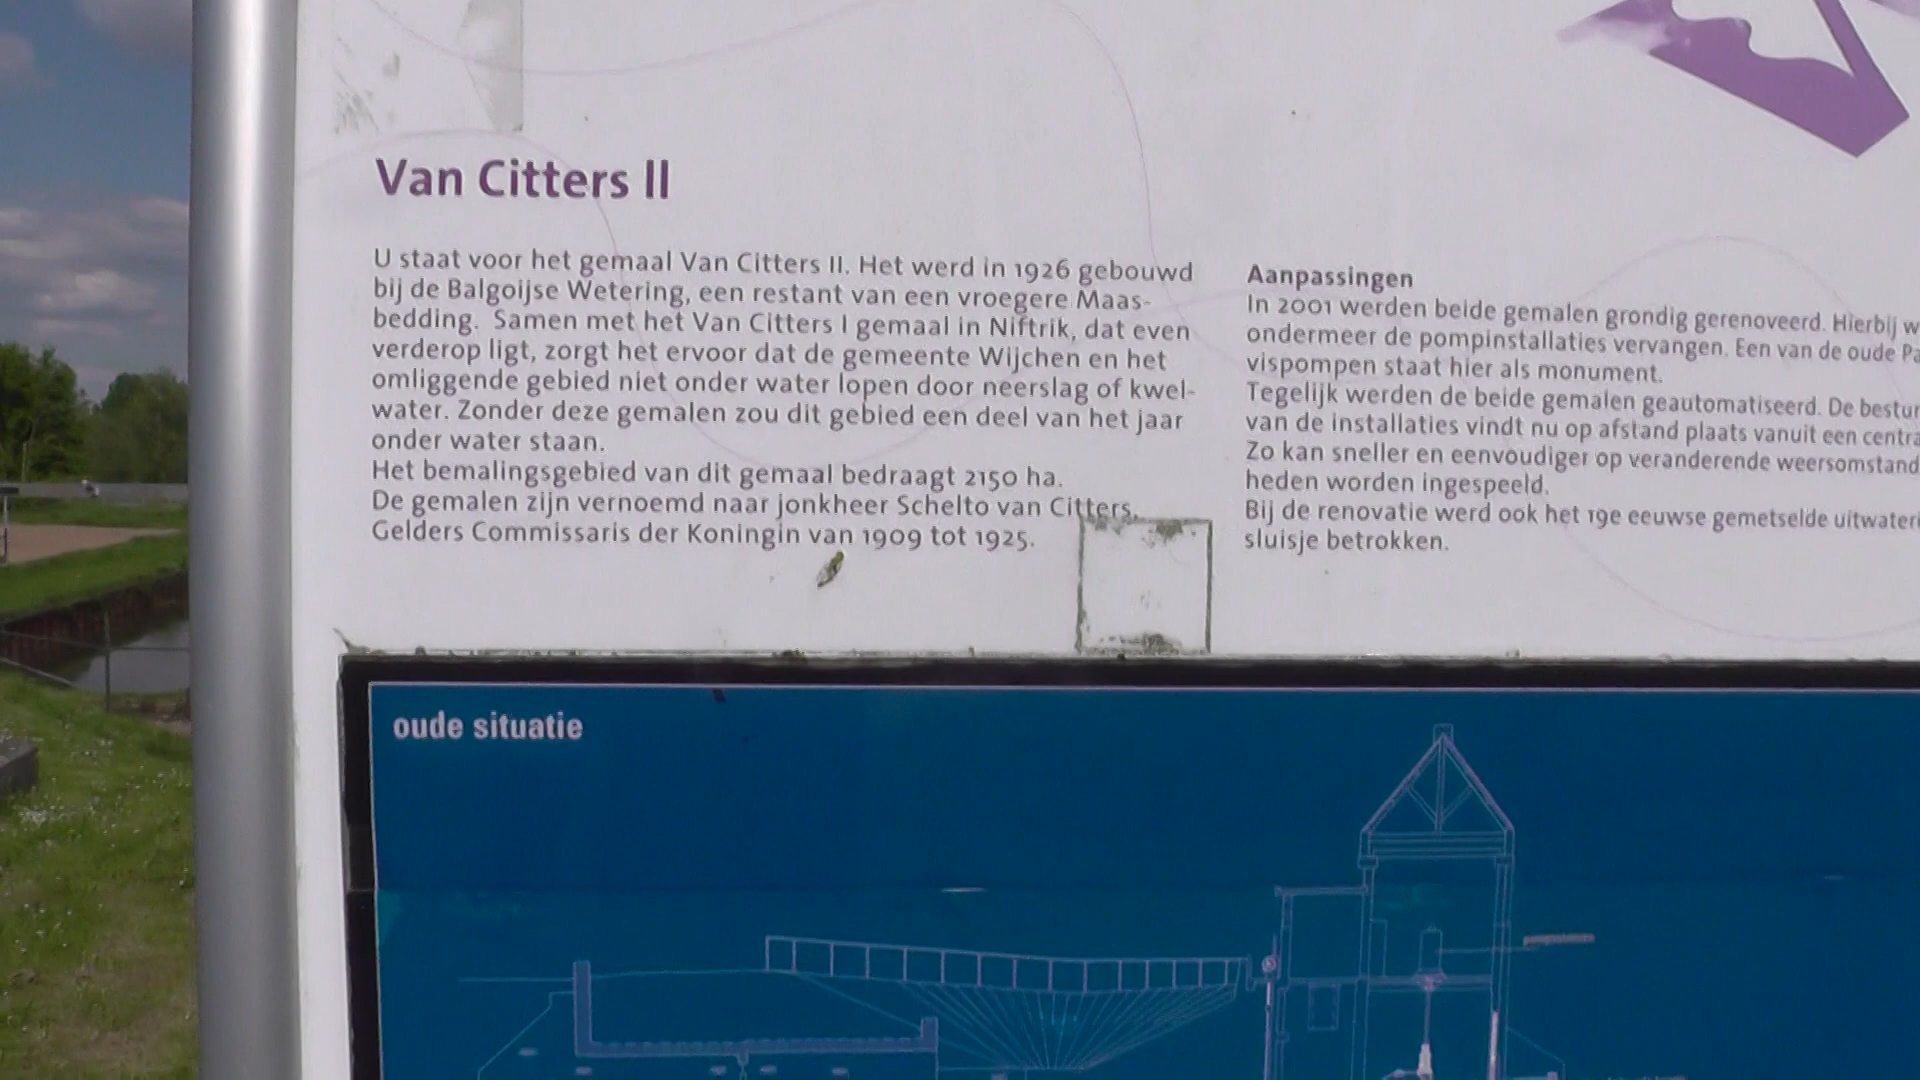 Van Citters II
U staat voor het gemaal Van Citters II. Het werd in 1926 gebouwd
bij de Balgoijse Wetering, een restant van een vroegere Maas-
bedding. Samen met het Van Citters I gemaal in Niftrik, dat even
verderop ligt, zorgt het ervoor dat de gemeente Wijchen en het
omliggende gebied niet onder water lopen door neerslag of kwel-
water. Zonder deze gemalen zou dit gebied een deel van het jaar
onder water staan.
Het bemalingsgebied van dit gemaal bedraagt 2150 ha.
De gemalen zijn vernoemd naar jonkheer Schelto van Citters,
Gelders Commissaris der Koningin van 1909 tot 1925.
Aanpassingen
In 2001 werden beide gemalen grondig gerenoveerd. Hierbij w
ondermeer de pompinstallaties vervangen. Een van de oude Pa
vispompen staat hier als monument.
Tegelijk werden de beide gemalen geautomatiseerd. De bestur
van de installaties vindt nu op afstand plaats vanuit een centra
Zo kan sneller en eenvoudiger op veranderende weersomstand
heden worden ingespeeld.
Bij de renovatie werd ook het 19e eeuwse gemetselde uitwater
sluisje betrokken.
oude situatie